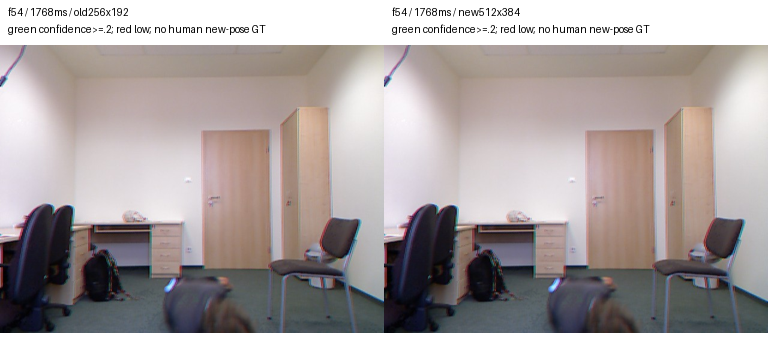 f54 / 1768ms / old256x192
green confidence>=.2; red low; no human new-pose GT
f54 / 1768ms / new512x384
green confidence>=.2; red low; no human new-pose GT